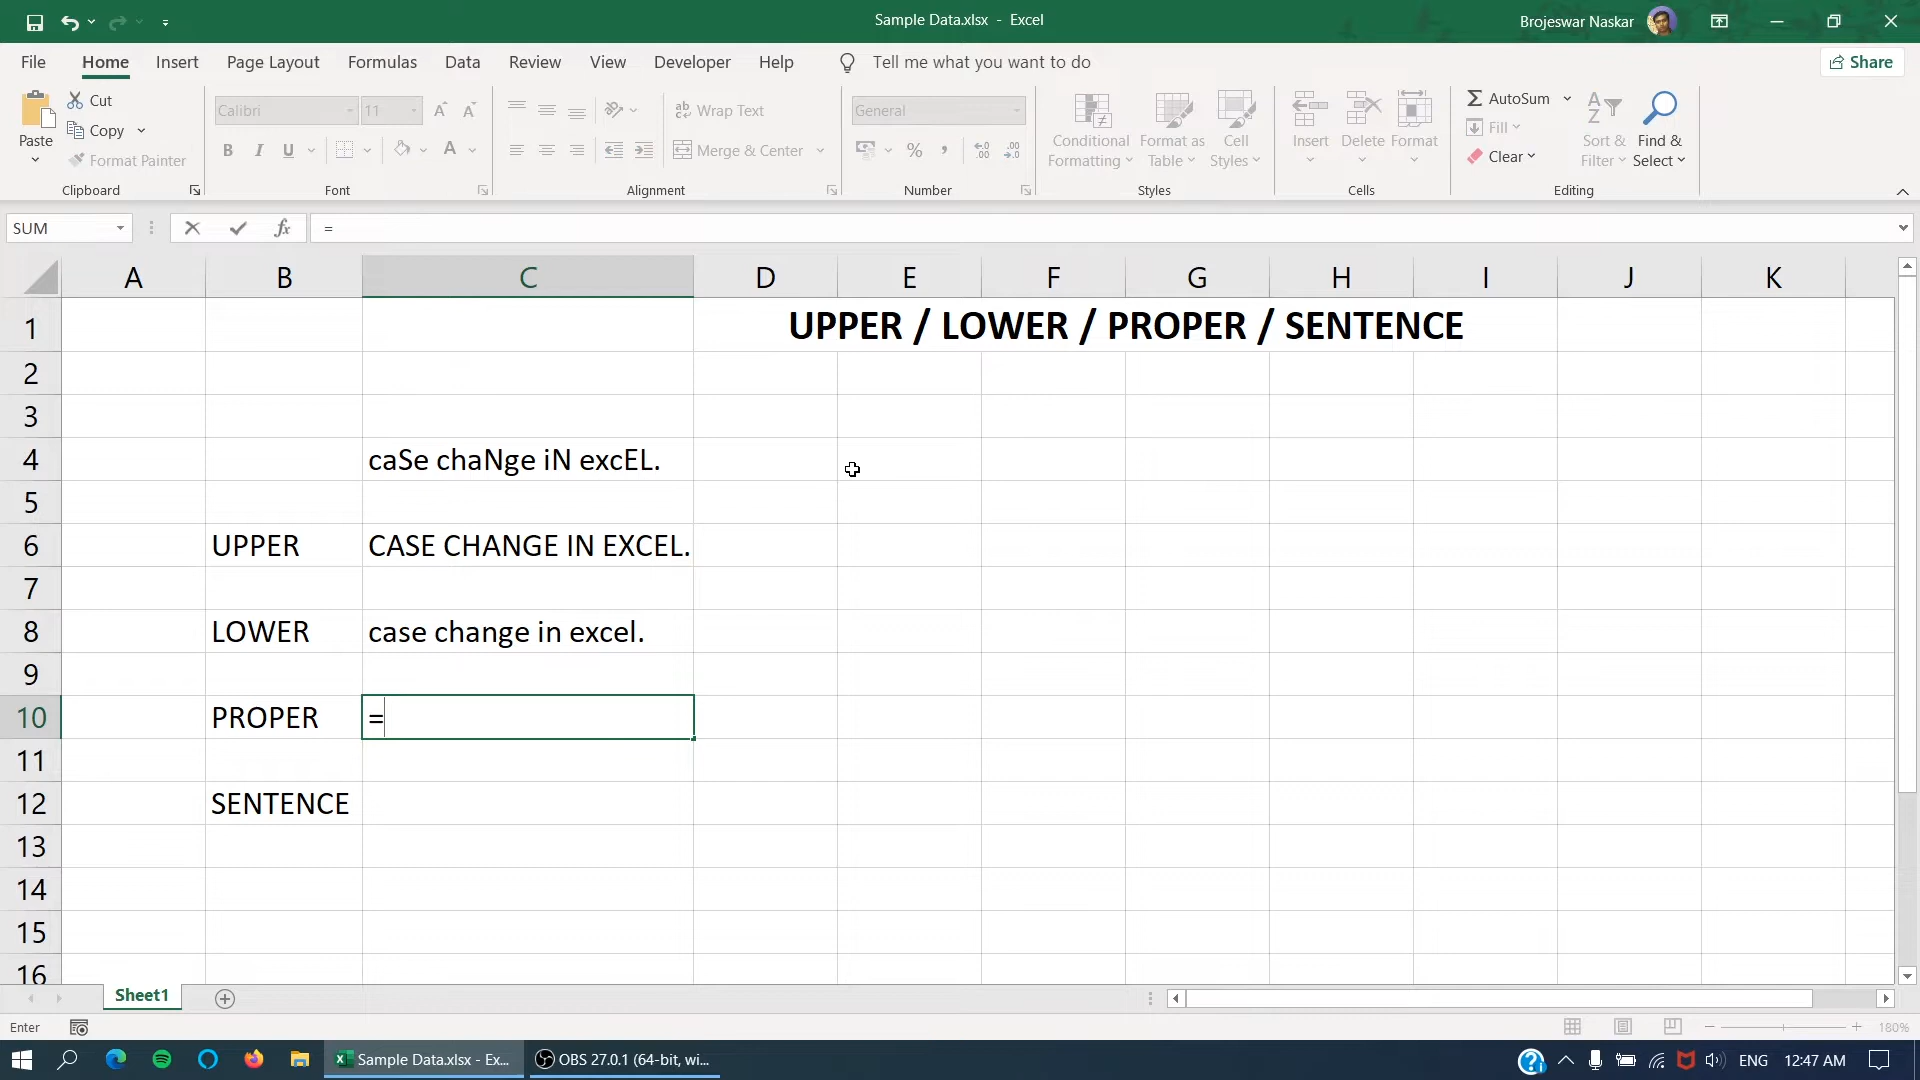 Sample Data.xlsx - Excel
Brojeswar Naskar
File Home Insert Page Layout Formulas Data Review View Developer Help Tell me what you want to do
Share
Paste
Cut
Copy
Format Painter
Clipboard
Calibri 11
B I U A
Font
ab Wrap Text
Merge & Center
Alignment
General
% , .00
Number
Conditional Formatting
Format as Table
Cell Styles
Styles
Insert
Delete
Format
Cells
AutoSum
Fill
Clear
Sort & Filter
Find & Select
Editing
SUM fx =
A B C D E F G H I J K
1 UPPER / LOWER / PROPER / SENTENCE
2
3
4 caSe chaNge iN excEL.
5
6 UPPER CASE CHANGE IN EXCEL.
7
8 LOWER case change in excel.
9
10 PROPER =
11
12 SENTENCE
13
14
15
16
Sheet1
Enter
180%
Sample Data.xlsx - Ex...
OBS 27.0.1 (64-bit, wi...
ENG 12:47 AM